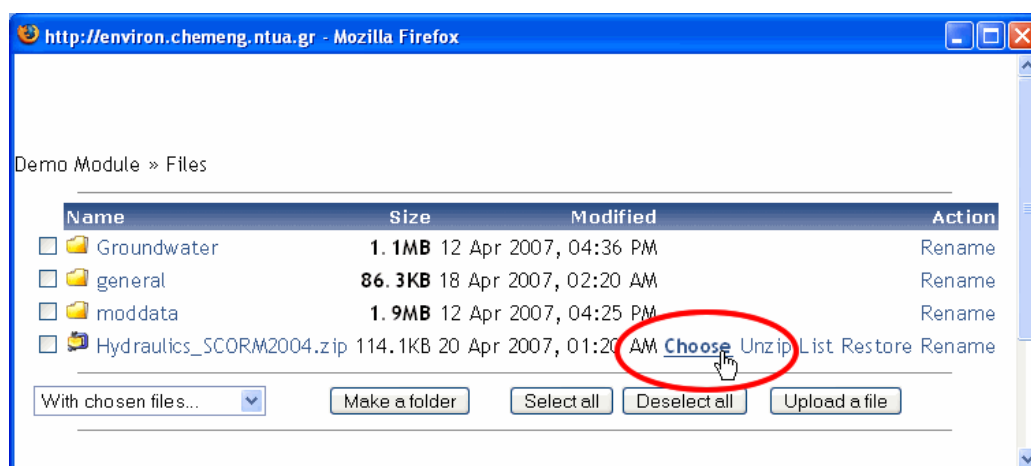 http://environ.chemeng.ntua.gr - Mozilla Firefox
Demo Module » Files
Name Size Modified Action
Groundwater 1.1MB 12 Apr 2007, 04:36 PM Rename
general 86.3KB 18 Apr 2007, 02:20 AM Rename
moddata 1.9MB 12 Apr 2007, 04:25 PM Rename
Hydraulics_SCORM2004.zip 114.1KB 20 Apr 2007, 01:20 AM Choose Unzip List Restore Rename
With chosen files... Make a folder Select all Deselect all Upload a file